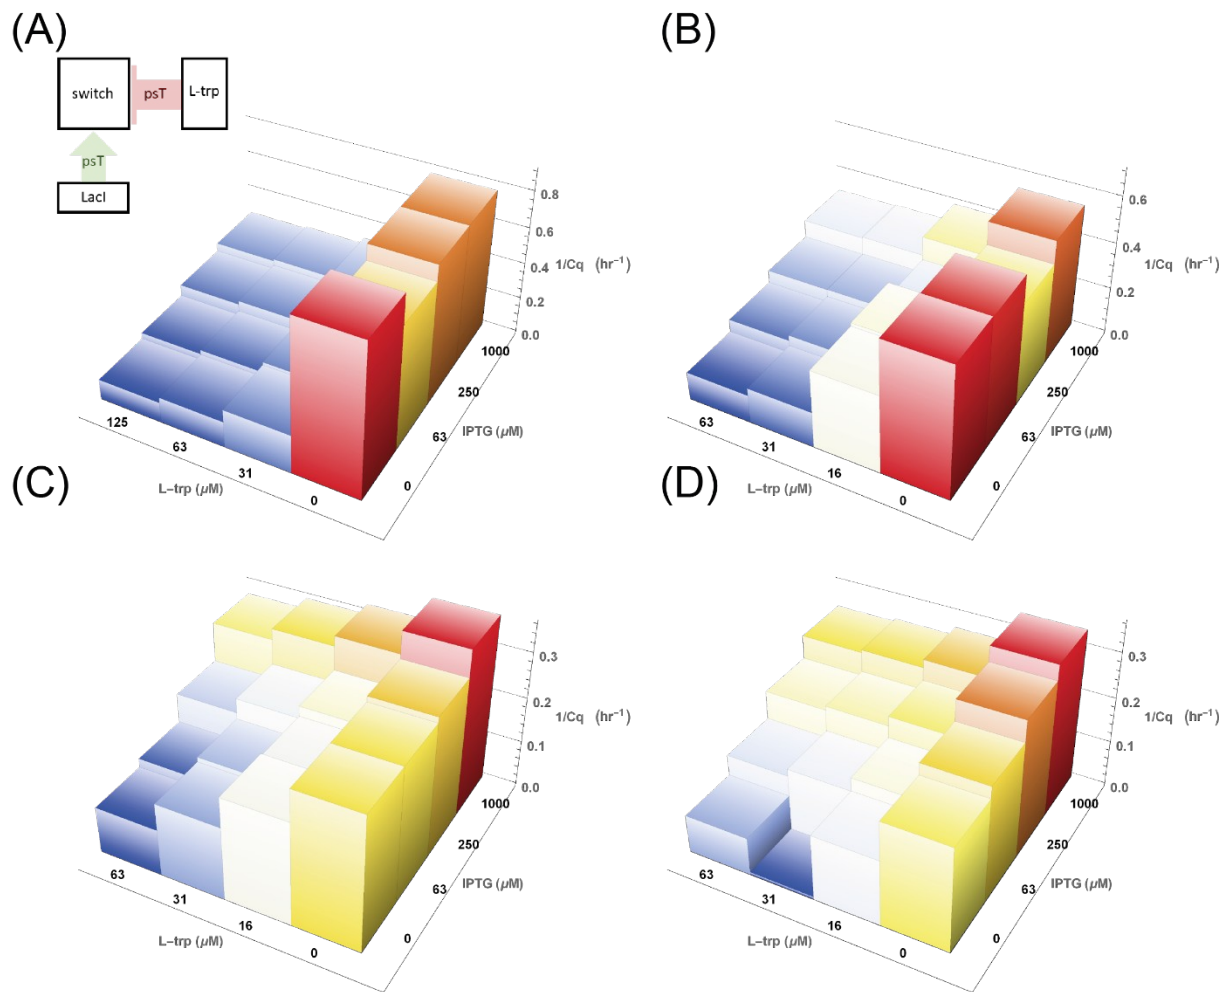 (A)
switch
psT
L-trp
psT
LacI
0.8
0.6
0.4
0.2
0.0
1/Cq (hr⁻¹)
1000
250
63
0
IPTG (µM)
125
63
31
0
L–trp (µM)
(B)
0.6
0.4
0.2
0.0
1/Cq (hr⁻¹)
1000
250
63
0
IPTG (µM)
63
31
16
0
L–trp (µM)
(C)
0.3
0.2
0.1
0.0
1/Cq (hr⁻¹)
1000
250
63
0
IPTG (µM)
63
31
16
0
L–trp (µM)
(D)
0.3
0.2
0.1
0.0
1/Cq (hr⁻¹)
1000
250
63
0
IPTG (µM)
63
31
16
0
L–trp (µM)